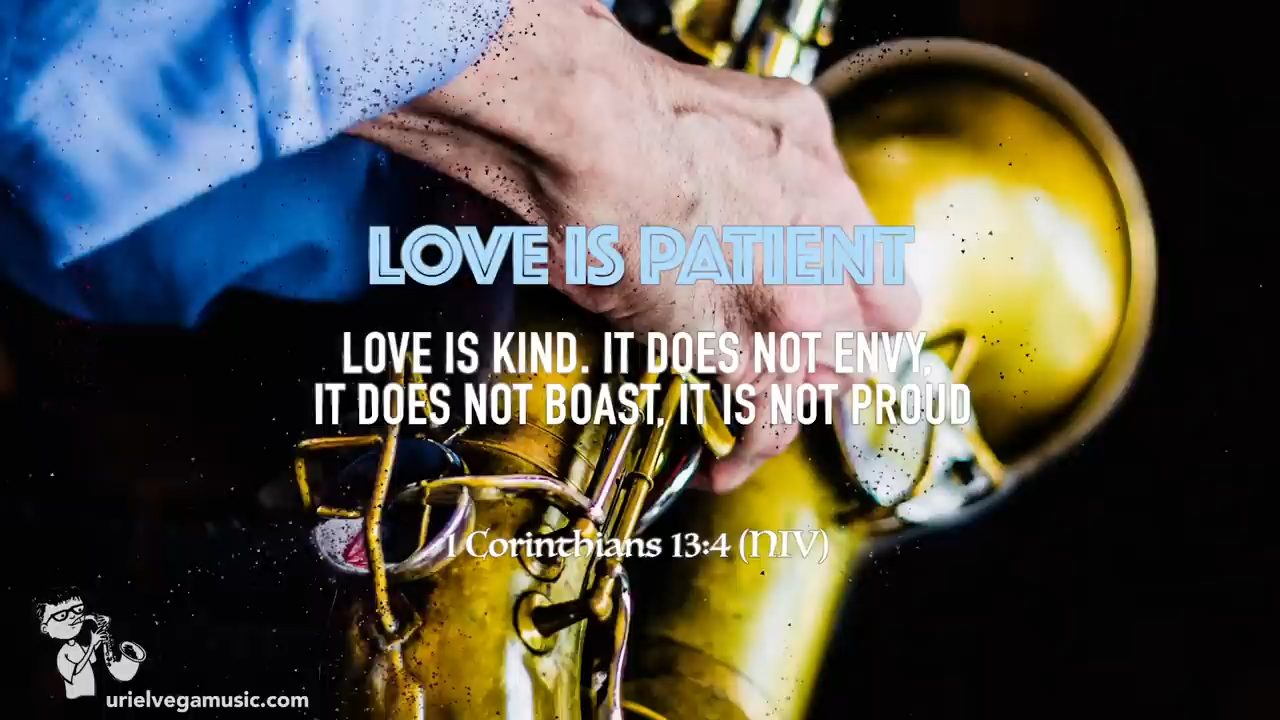 LOVE IS PATIENT
LOVE IS KIND. IT DOES NOT ENVY,
IT DOES NOT BOAST, IT IS NOT PROUD
1 Corinthians 13:4 (NIV)
urielvegamusic.com